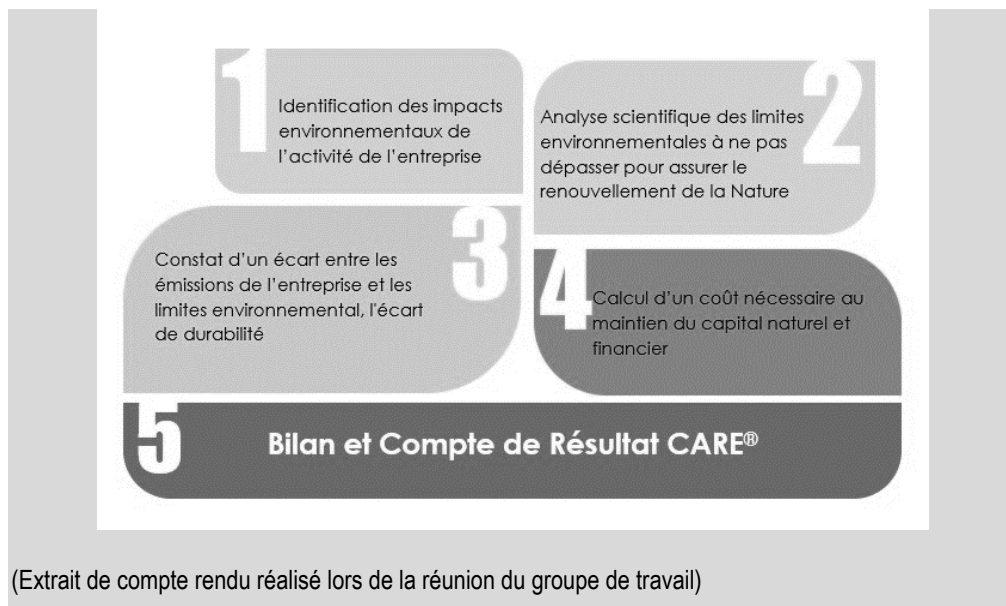 1
Identification des impacts
environnementaux de
l'activité de l'entreprise
2
Analyse scientifique des limites
environnementales à ne pas
dépasser pour assurer le
renouvellement de la Nature
3
Constat d'un écart entre les
émissions de l'entreprise et les
limites environnemental, l'écart
de durabilité
4
Calcul d'un coût nécessaire au
maintien du capital naturel et
financier
5
Bilan et Compte de Résultat CARE®
(Extrait de compte rendu réalisé lors de la réunion du groupe de travail)